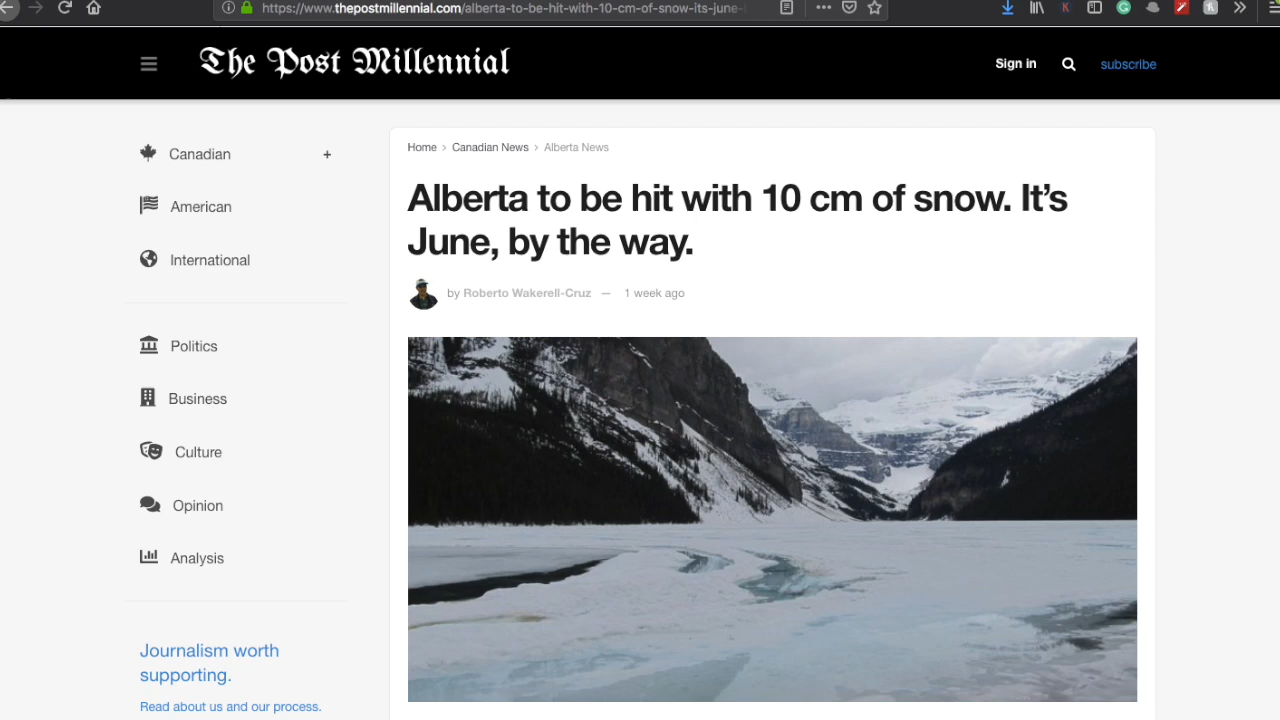 https://www.thepostmillennial.com/alberta-to-be-hit-with-10-cm-of-snow-its-june-
The Post Millennial
Sign in
subscribe
Canadian
+
American
International
Politics
Business
Culture
Opinion
Analysis
Journalism worth
supporting.
Read about us and our process.
Home > Canadian News > Alberta News
Alberta to be hit with 10 cm of snow. It’s
June, by the way.
by Roberto Wakerell-Cruz — 1 week ago